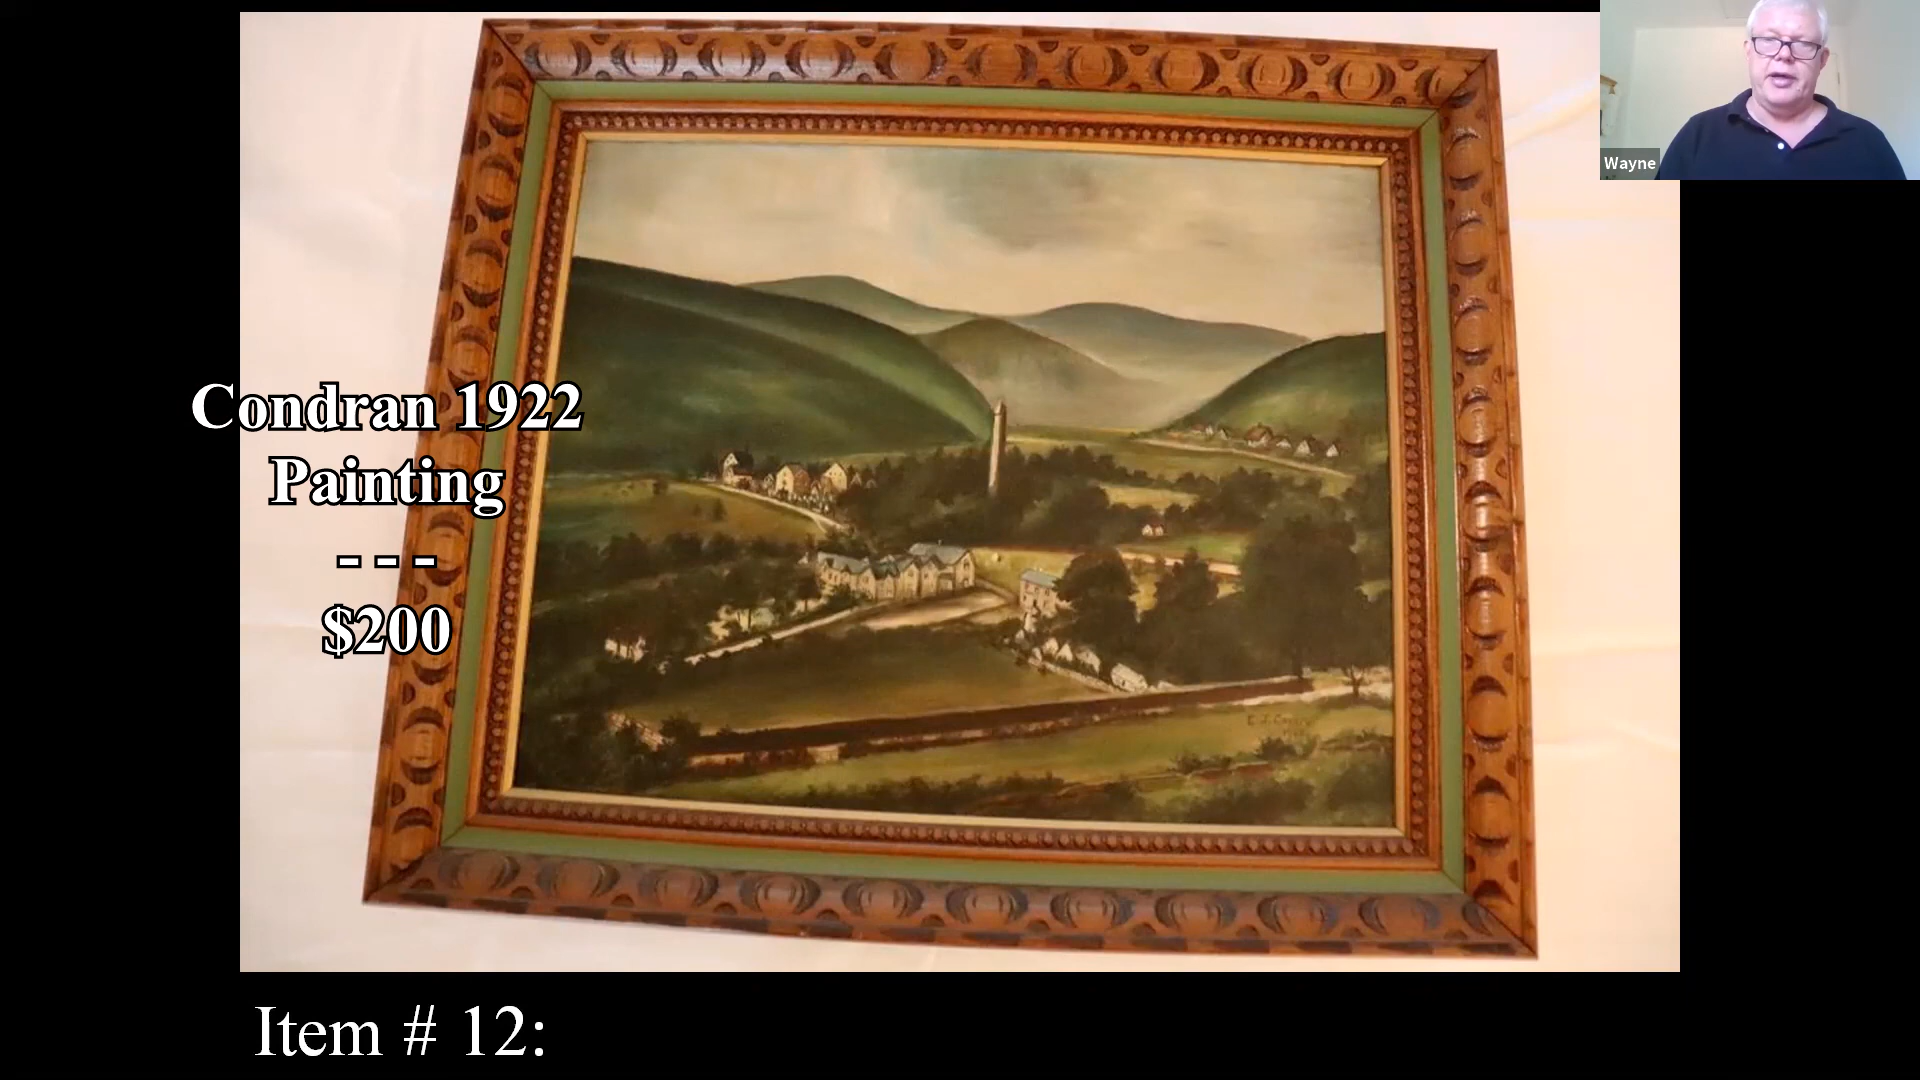 Wayne
Condran 1922
Painting
- - -
$200
Item # 12: